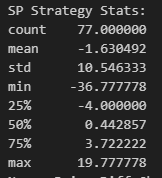 SP Strategy Stats:
count    77.000000
mean     -1.630492
std      10.546333
min     -36.777778
25%      -4.000000
50%       0.442857
75%       3.722222
max      19.777778